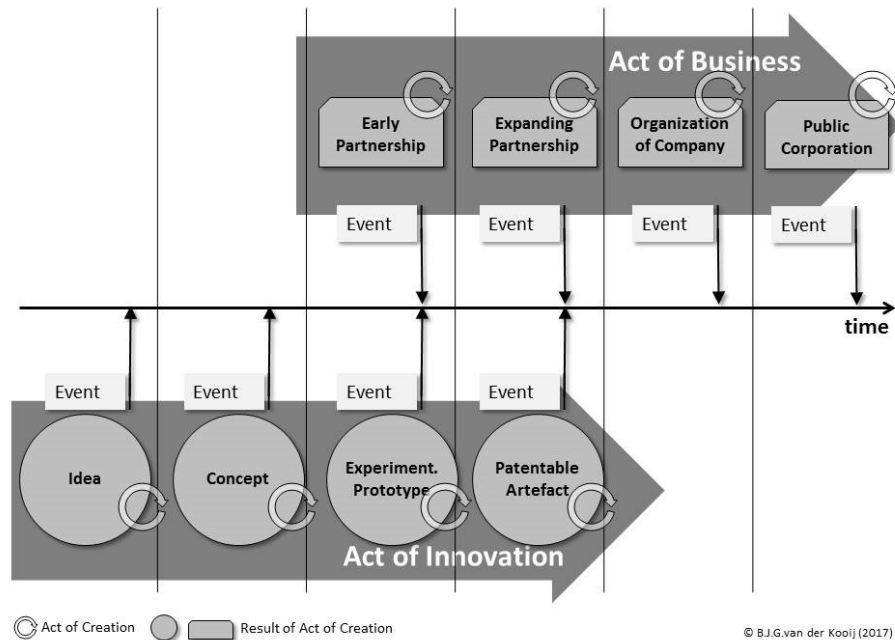 Act of Business
Early
Partnership
Expanding
Partnership
Organization
of Company
Public
Corporation
Event
Event
Event
Event
time
Event
Event
Event
Event
Idea
Concept
Experiment.
Prototype
Patentable
Artefact
Act of Innovation
Act of Creation
Result of Act of Creation
© B.J.G.van der Kooij (2017)